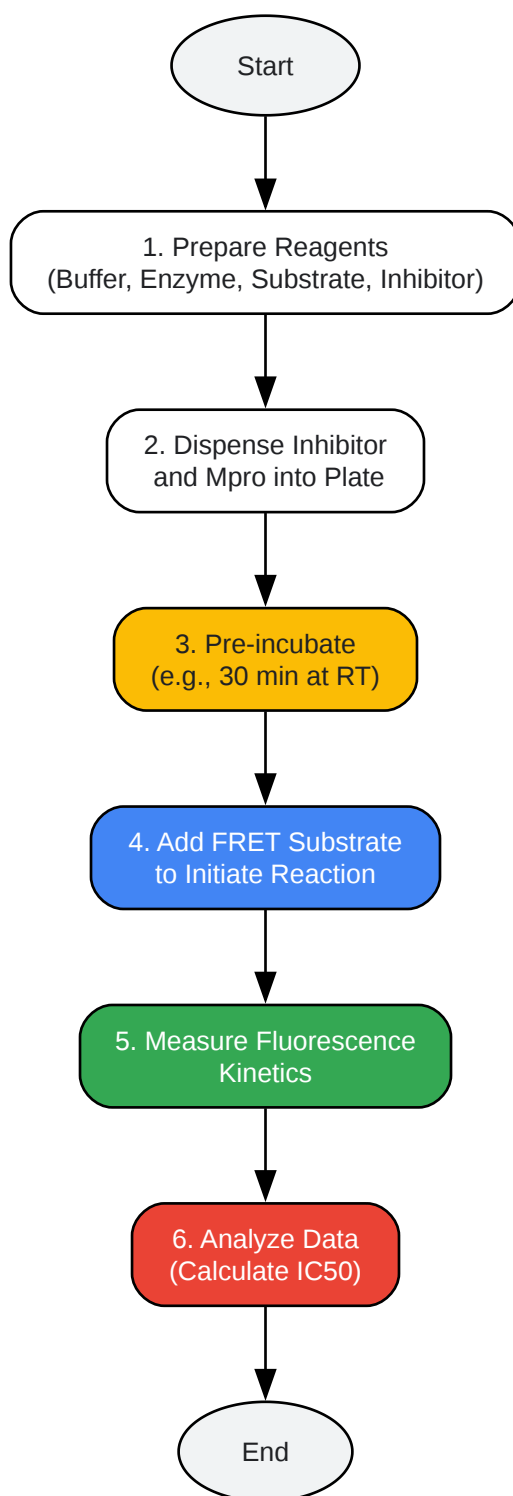 Start
1. Prepare Reagents
(Buffer, Enzyme, Substrate, Inhibitor)
2. Dispense Inhibitor
and Mpro into Plate
3. Pre-incubate
(e.g., 30 min at RT)
4. Add FRET Substrate
to Initiate Reaction
5. Measure Fluorescence
Kinetics
6. Analyze Data
(Calculate IC50)
End